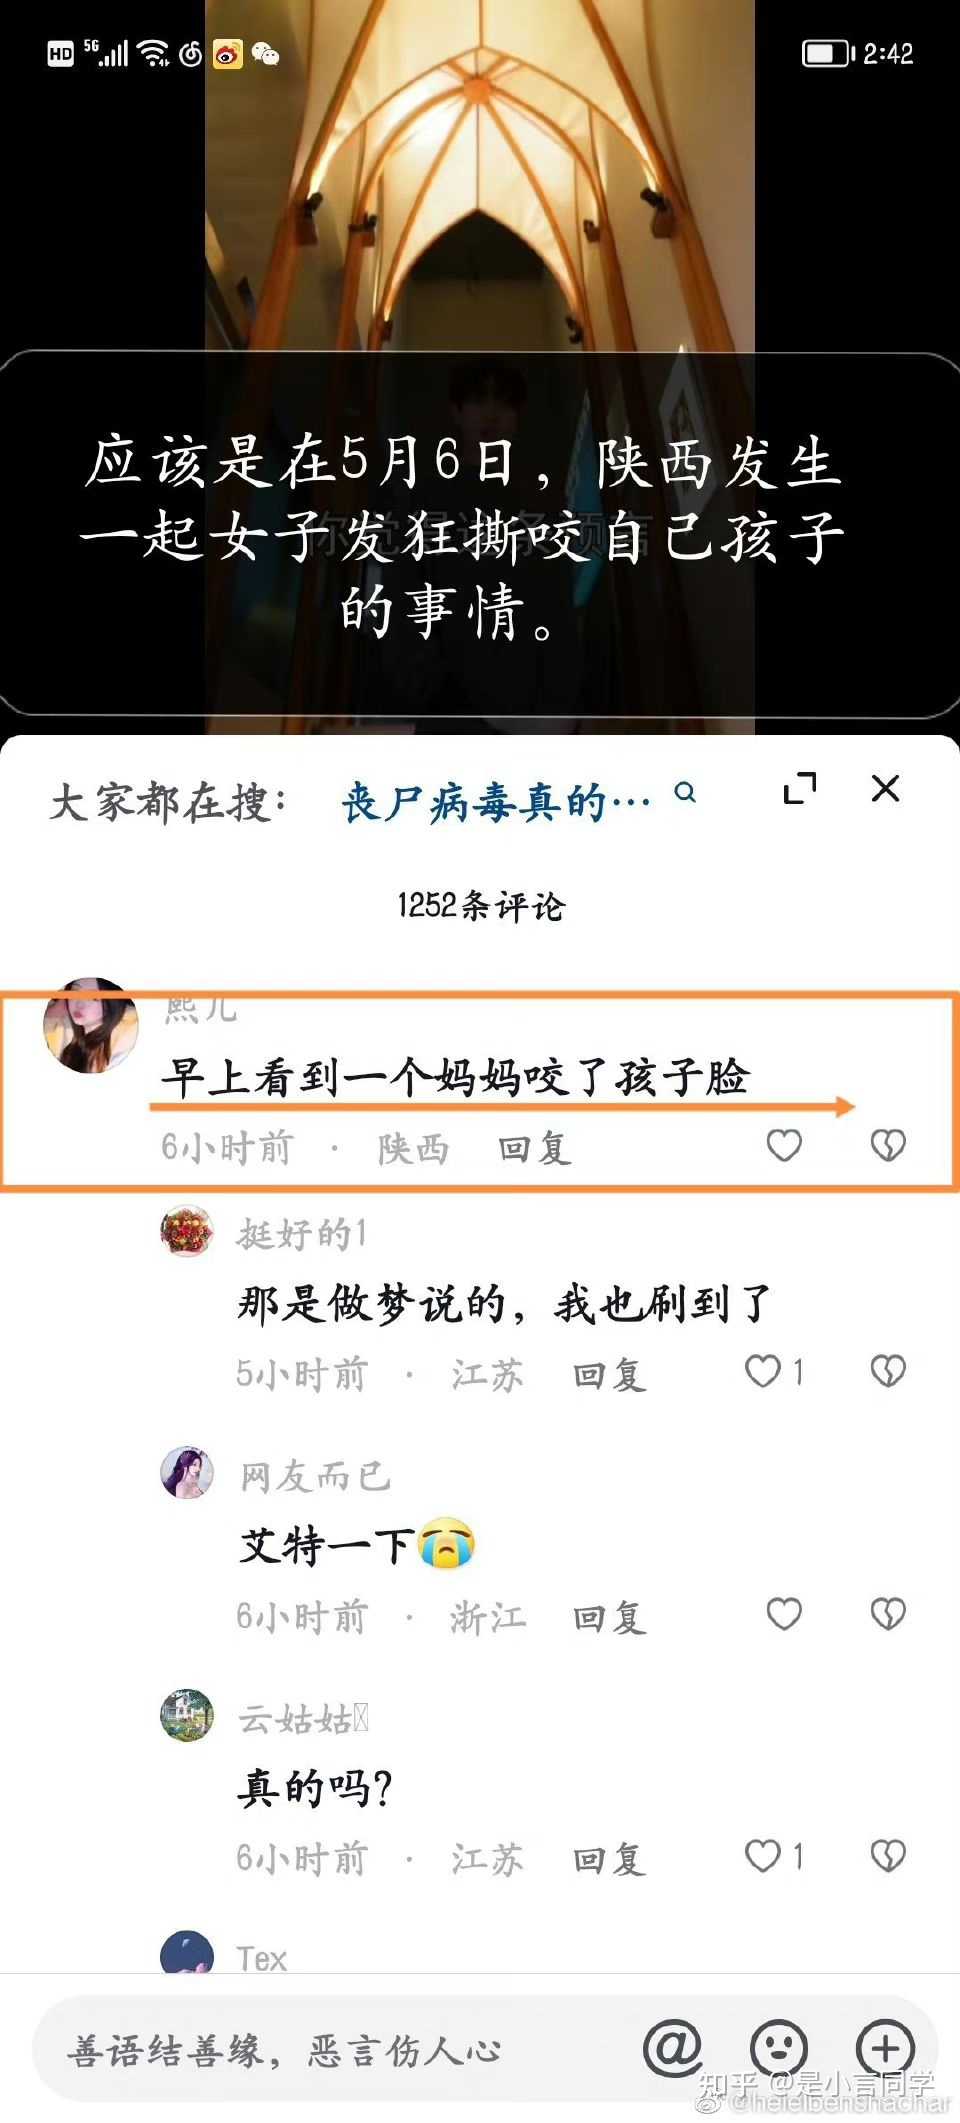 HD 5G 2:42
应该是在5月6日，陕西发生
一起女子发狂撕咬自己孩子
的事情。
大家都在搜： 丧尸病毒真的…
1252条评论
熙儿
早上看到一个妈妈咬了孩子脸
6小时前 · 陕西 回复
挺好的1
那是做梦说的，我也刷到了
5小时前 · 江苏 回复 1
网友而已
艾特一下😭
6小时前 · 浙江 回复
云姑姑
真的吗？
6小时前 · 江苏 回复 1
Tex
善语结善缘，恶言伤人心 @
知乎 @是小言同学
@heielbenshachar